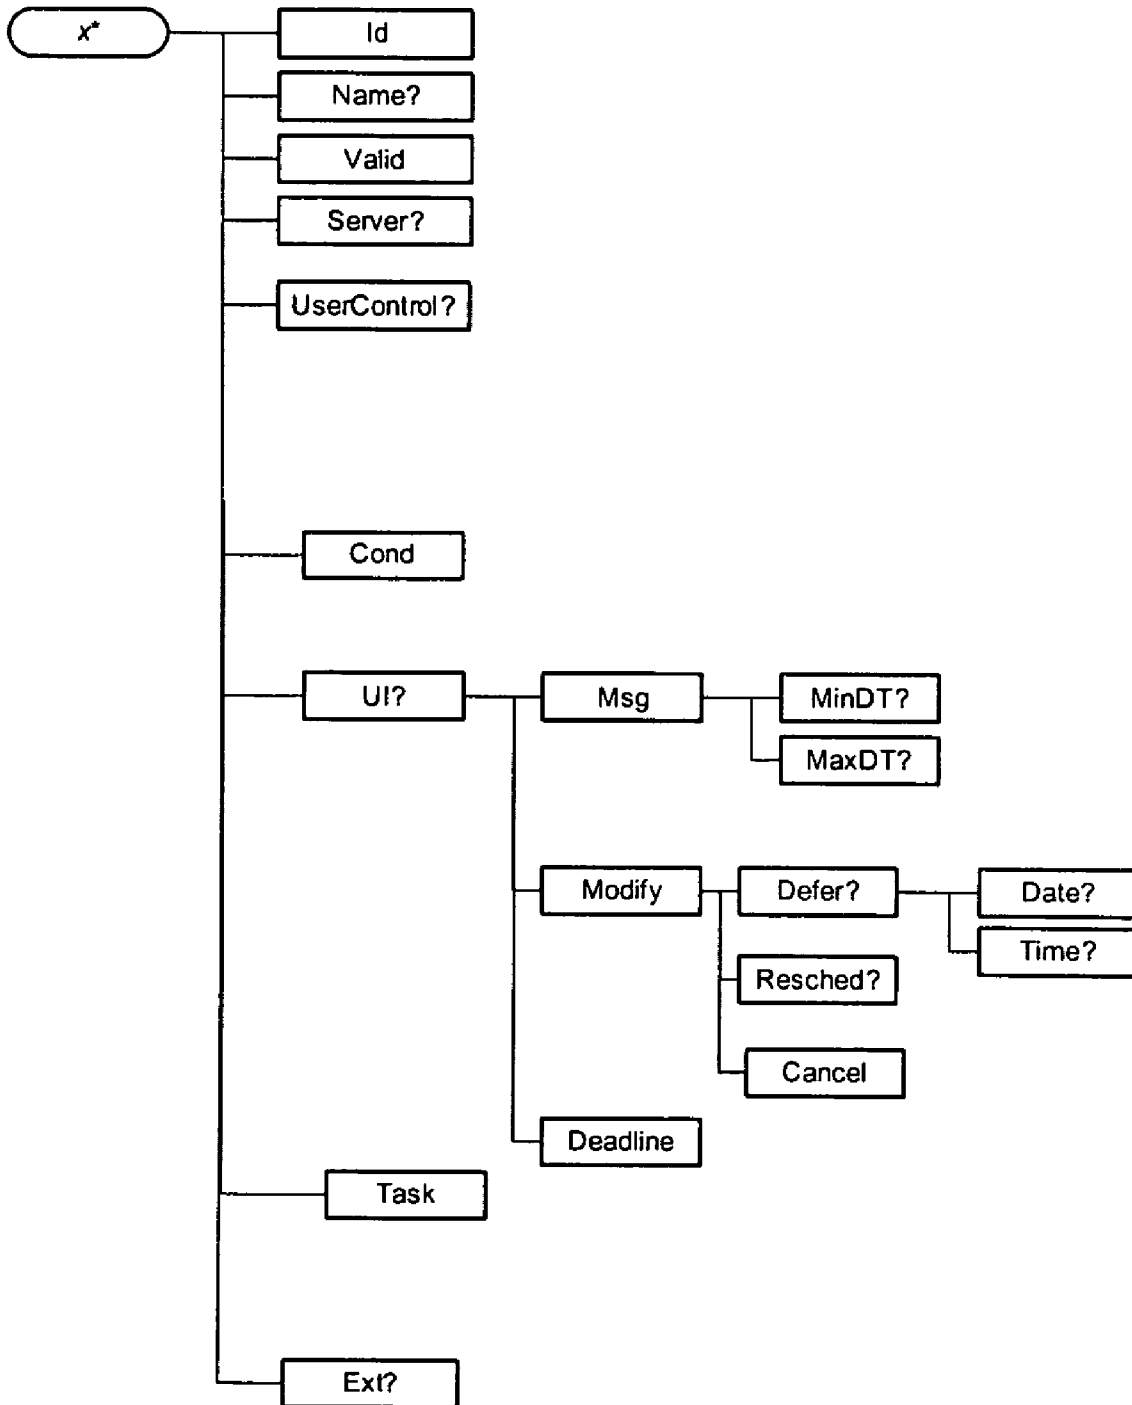 x*
Id
Name?
Valid
Server?
UserControl?
Cond
UI?
Msg
MinDT?
MaxDT?
Modify
Defer?
Date?
Time?
Resched?
Cancel
Deadline
Task
Ext?